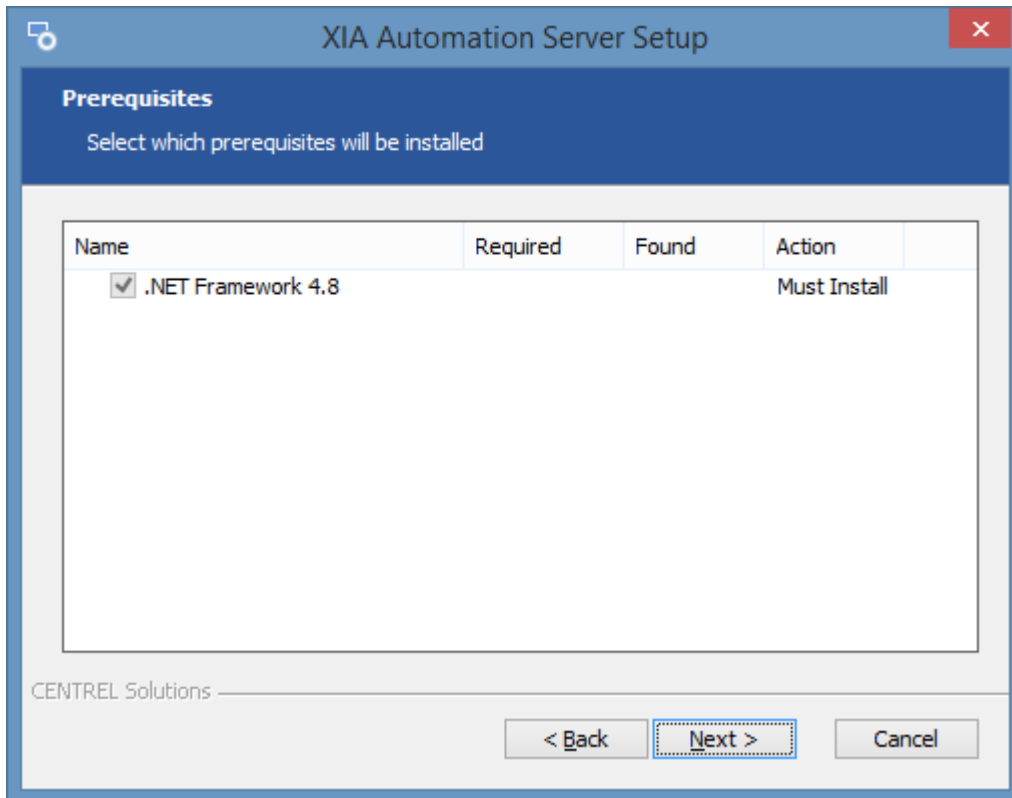 XIA Automation Server Setup
Prerequisites
Select which prerequisites will be installed
Name Required Found Action
.NET Framework 4.8 Must Install
CENTREL Solutions
< Back Next > Cancel